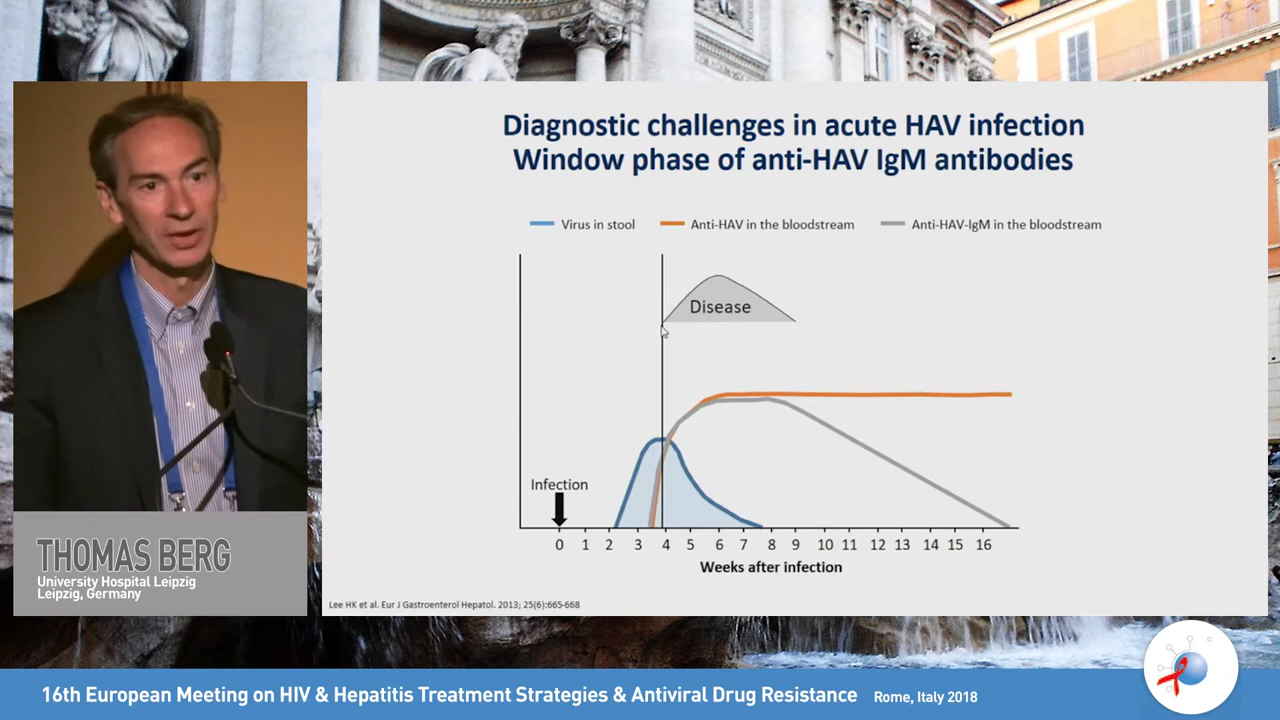 Diagnostic challenges in acute HAV infection
Window phase of anti-HAV IgM antibodies
Virus in stool Anti-HAV in the bloodstream Anti-HAV-IgM in the bloodstream
Disease
Infection
0 1 2 3 4 5 6 7 8 9 10 11 12 13 14 15 16
Weeks after infection
Lee HK et al. Eur J Gastroenterol Hepatol. 2013; 25(6):665-668
THOMAS BERG
University Hospital Leipzig
Leipzig, Germany
16th European Meeting on HIV & Hepatitis Treatment Strategies & Antiviral Drug Resistance Rome, Italy 2018